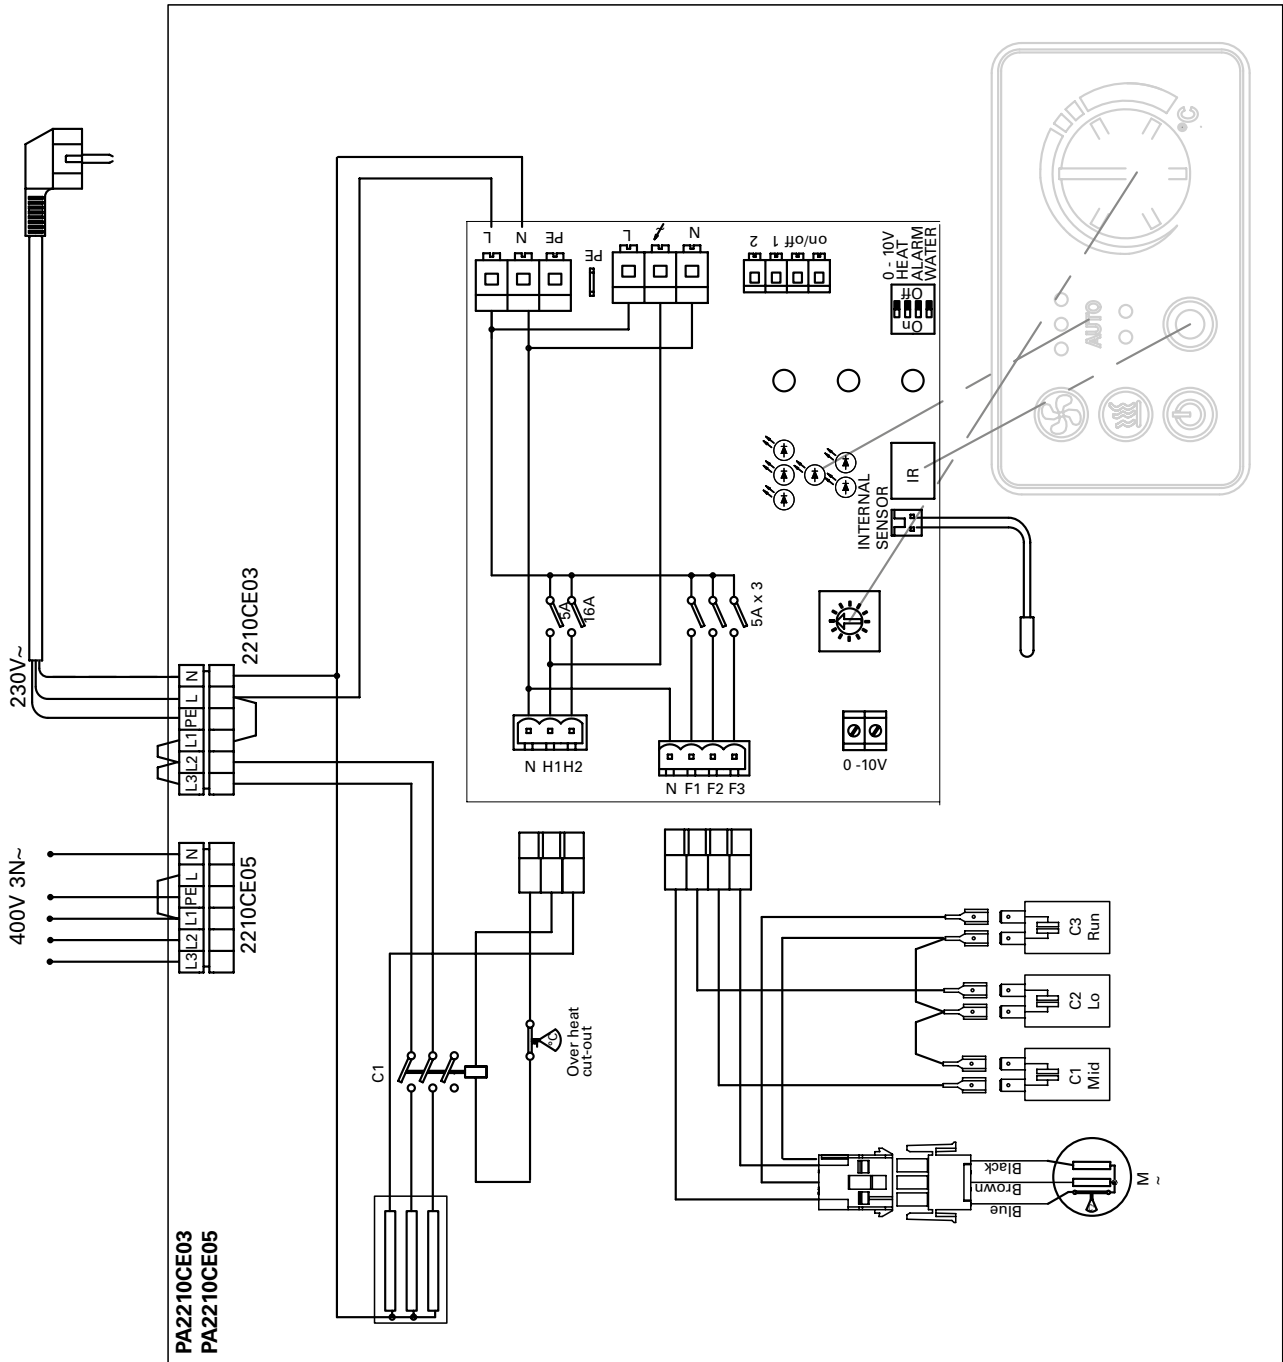 PA2210CE03
PA2210CE05
230V~
N
L
PE
L1
L2
L3
2210CE03
400V 3N~
N
L
PE
L1
L2
L3
2210CE05
L
N
PE
PE
L
N
2
1
on/off
0 - 10V
HEAT
ALARM
WATER
Off
On
°C
AUTO
IR
INTERNAL
SENSOR
5A
16A
5A x 3
N H1 H2
N F1 F2 F3
0 -10V
C1
°C
Over heat
cut-out
C3
Run
C2
Lo
C1
Mid
Black
Brown
Blue
M
~